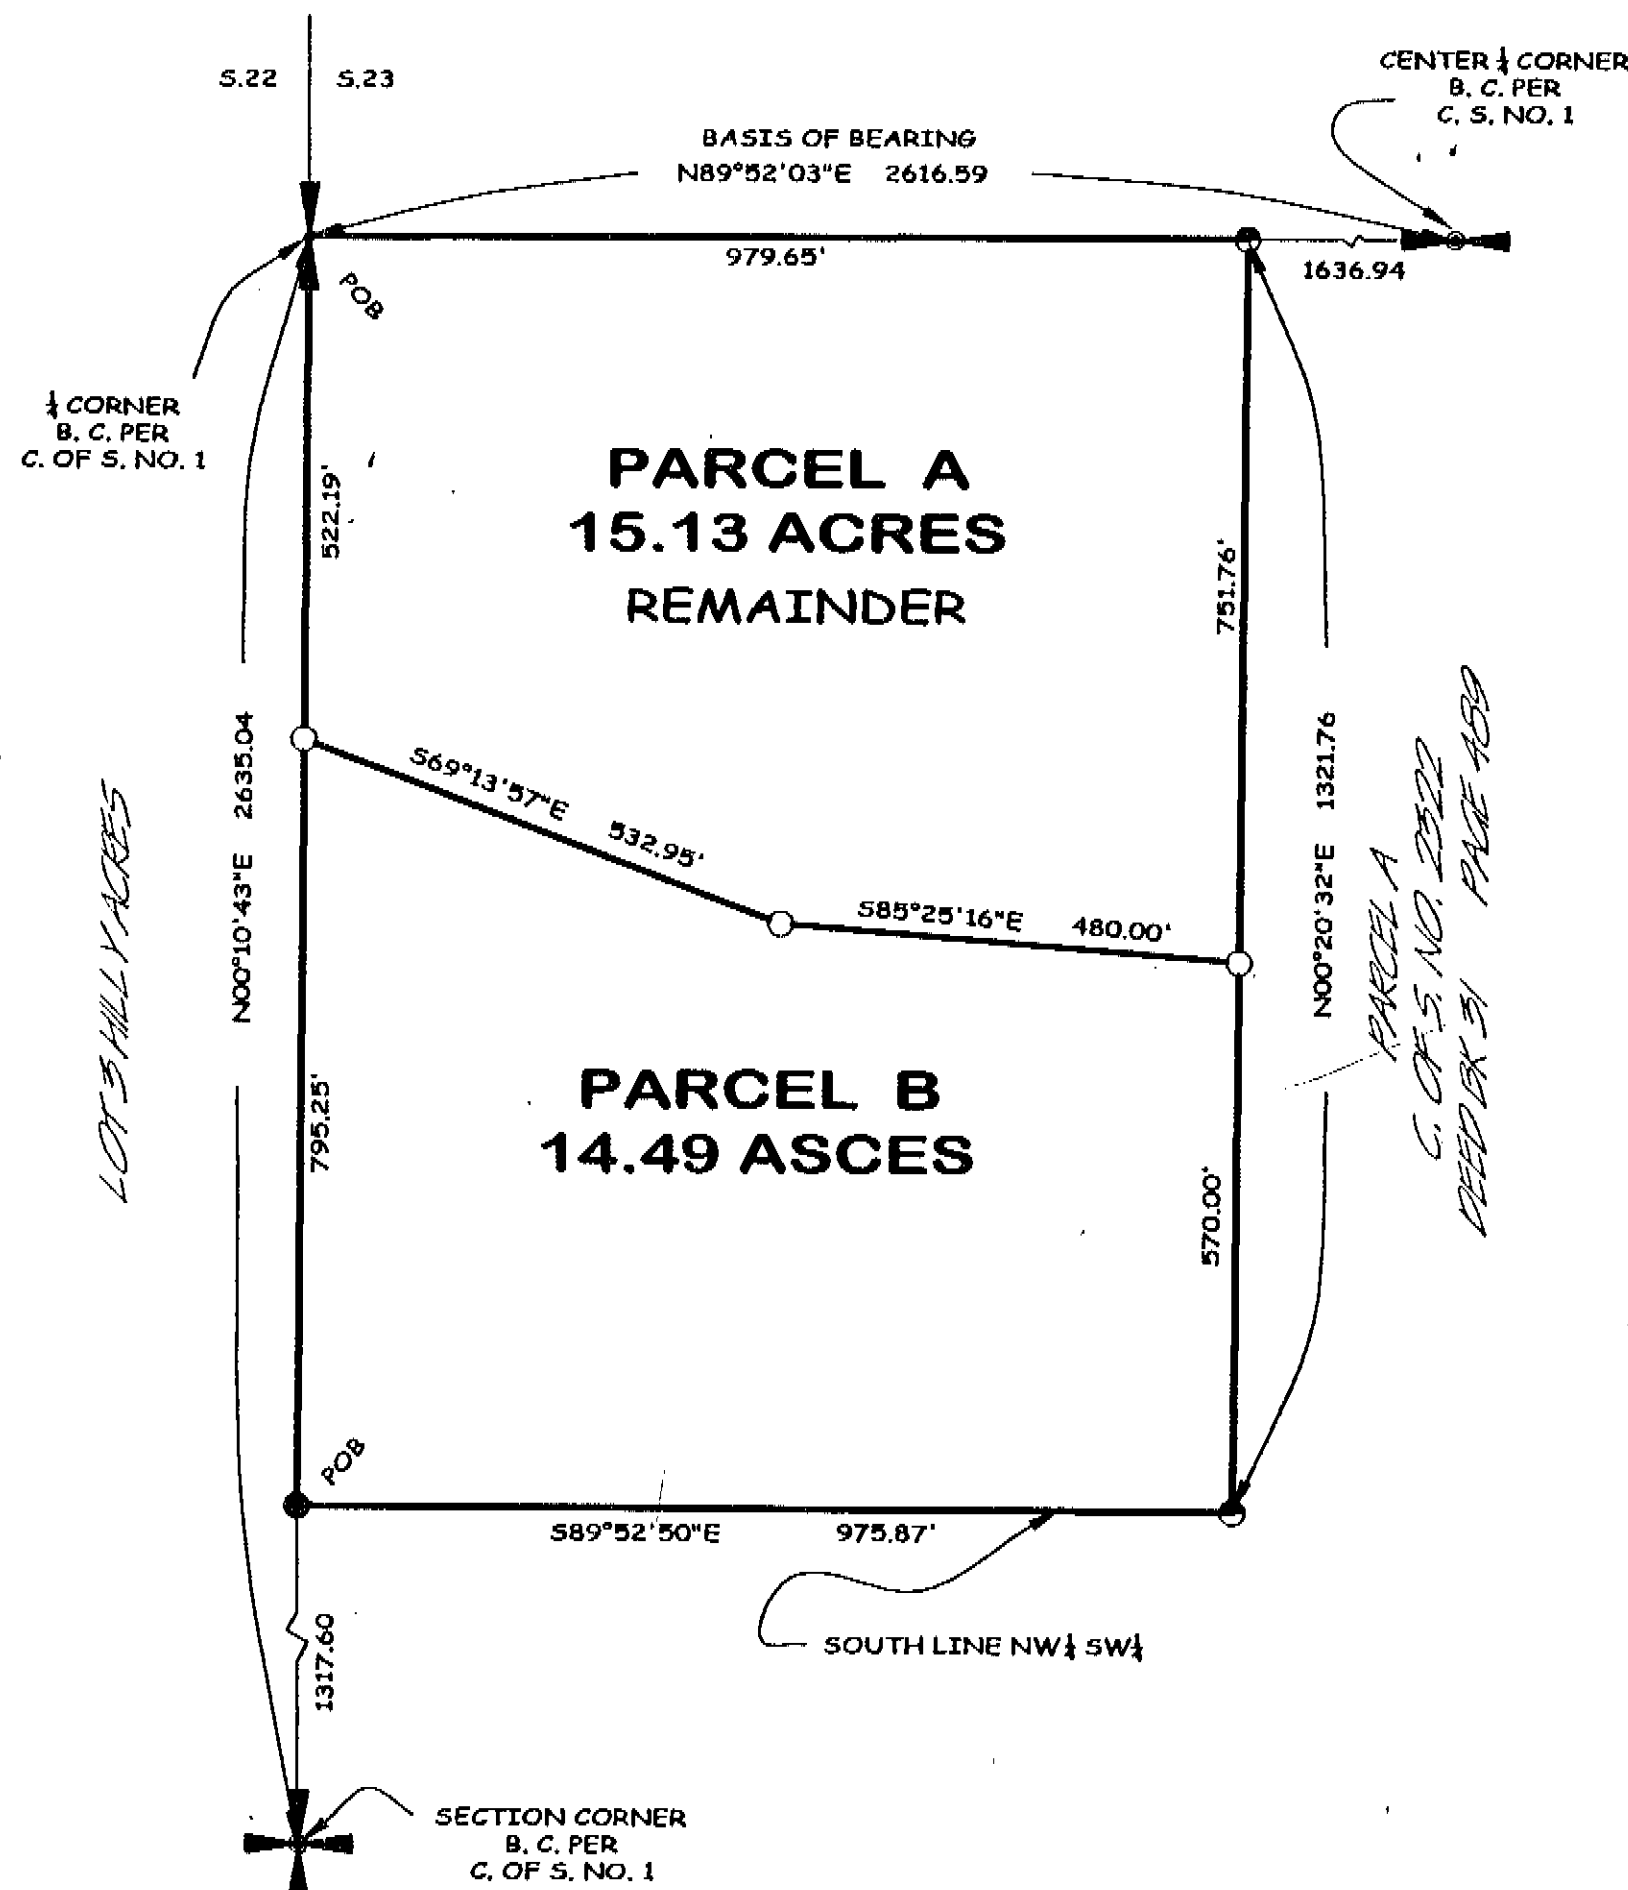 S.22 S.23
CENTER ¼ CORNER
B. C. PER
C. S. NO. 1
BASIS OF BEARING
N89°52'03"E 2616.59
979.65'
1636.94
POB
¼ CORNER
B. C. PER
C. OF S. NO. 1
522.19'
PARCEL A
15.13 ACRES
REMAINDER
751.76'
N00°10'43"E 2635.04
S69°13'57"E 532.95'
S85°25'16"E 480.00'
N00°20'32"E 1321.76
LOT 3 HILLY ACRES
PARCEL A
C. OF S. NO. 2322
DEED BK 31 PAGE 489
795.25'
PARCEL B
14.49 ASCES
570.00'
POB
S89°52'50"E 975.87'
SOUTH LINE NW¼ SW¼
1317.60
SECTION CORNER
B. C. PER
C. OF S. NO. 1